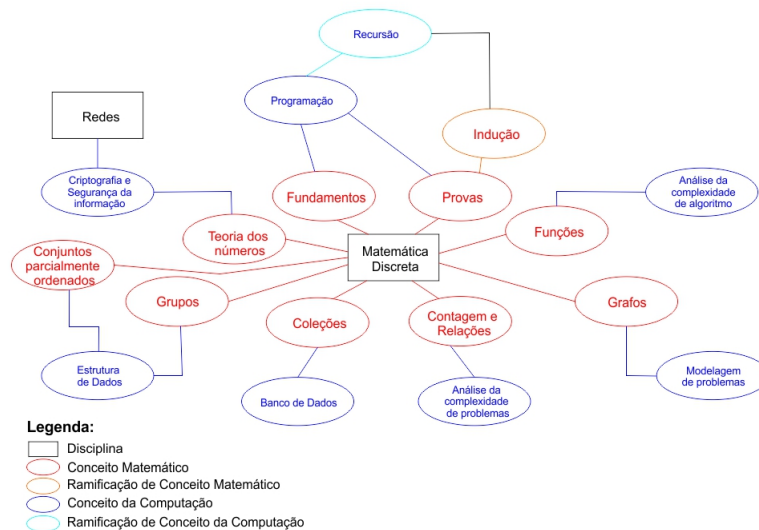 Recursão
Programação
Redes
Indução
Criptografia e
Segurança da
informação
Fundamentos
Provas
Análise da
complexidade
de algoritmo
Teoria dos
números
Funções
Conjuntos
parcialmente
ordenados
Matemática
Discreta
Grupos
Coleções
Contagem e
Relações
Grafos
Estrutura
de Dados
Banco de Dados
Análise da
complexidade
de problemas
Modelagem
de problemas
Legenda:
Disciplina
Conceito Matemático
Ramificação de Conceito Matemático
Conceito da Computação
Ramificação de Conceito da Computação